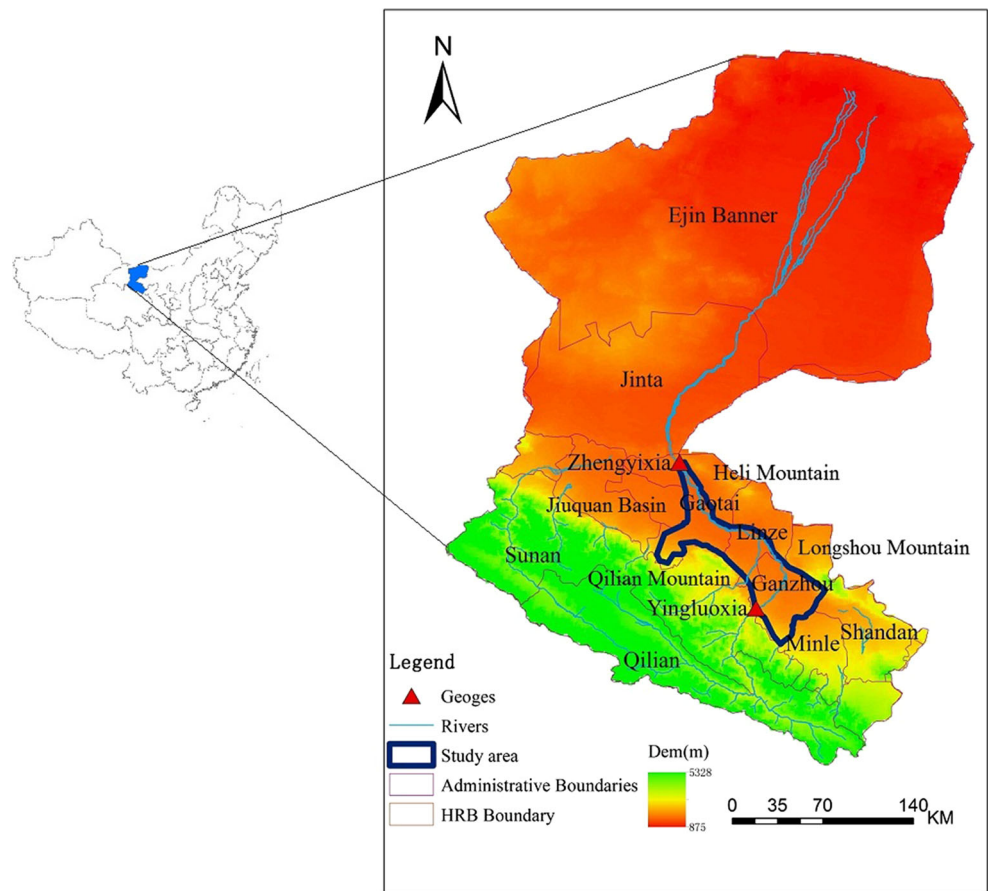 N
Ejin Banner
Jinta
Zhengyixia
Heli Mountain
Jiuquan Basin
Gaotai
Linze
Longshou Mountain
Sunan
Qilian Mountain
Ganzhou
Yingluoxia
Shandan
Minle
Qilian
Legend
Geoges
Rivers
Study area
Administrative Boundaries
HRB Boundary
Dem(m)
5328
875
0 35 70 140
KM